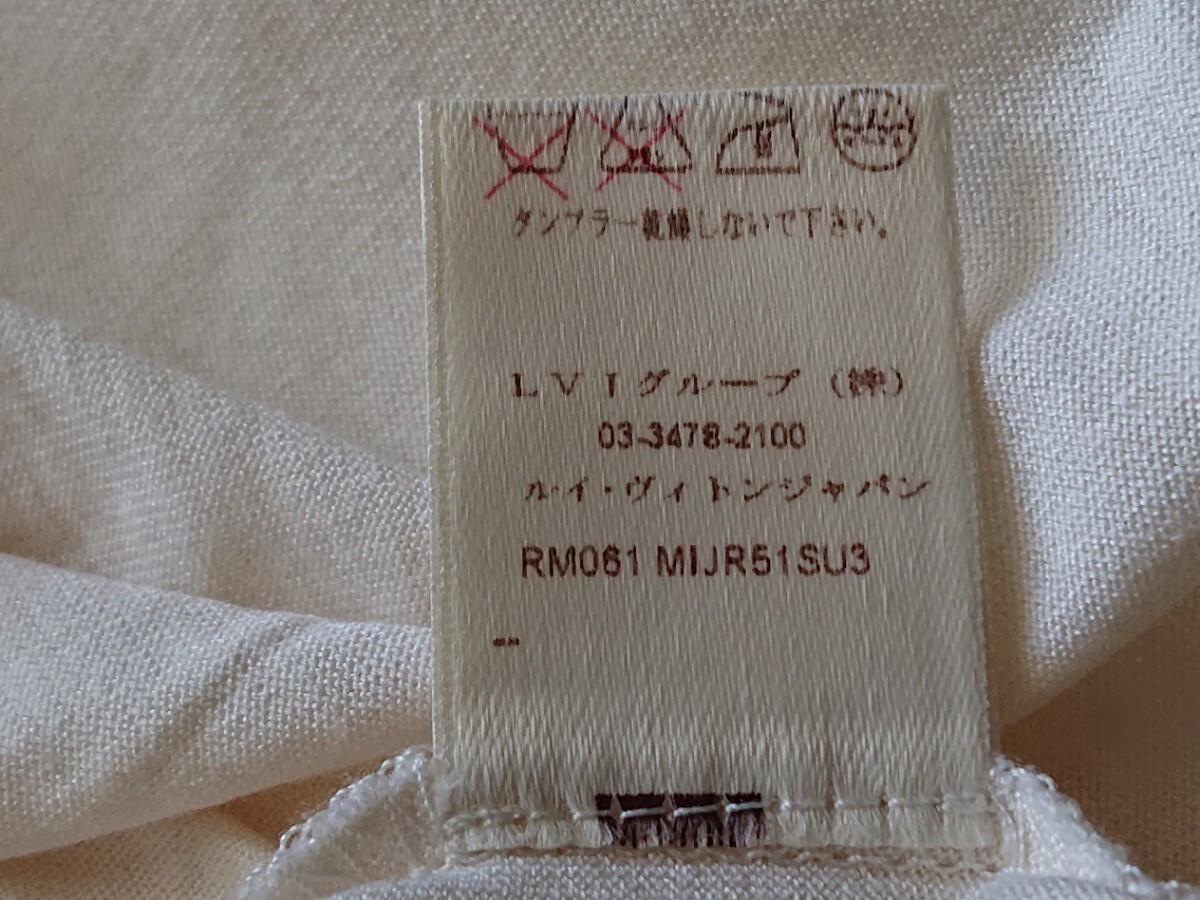 タンブラー乾燥しないで下さい。
LVIグループ(株)
03-3478-2100
ルイ・ヴィトンジャパン
RM061 MIJR51SU3
--